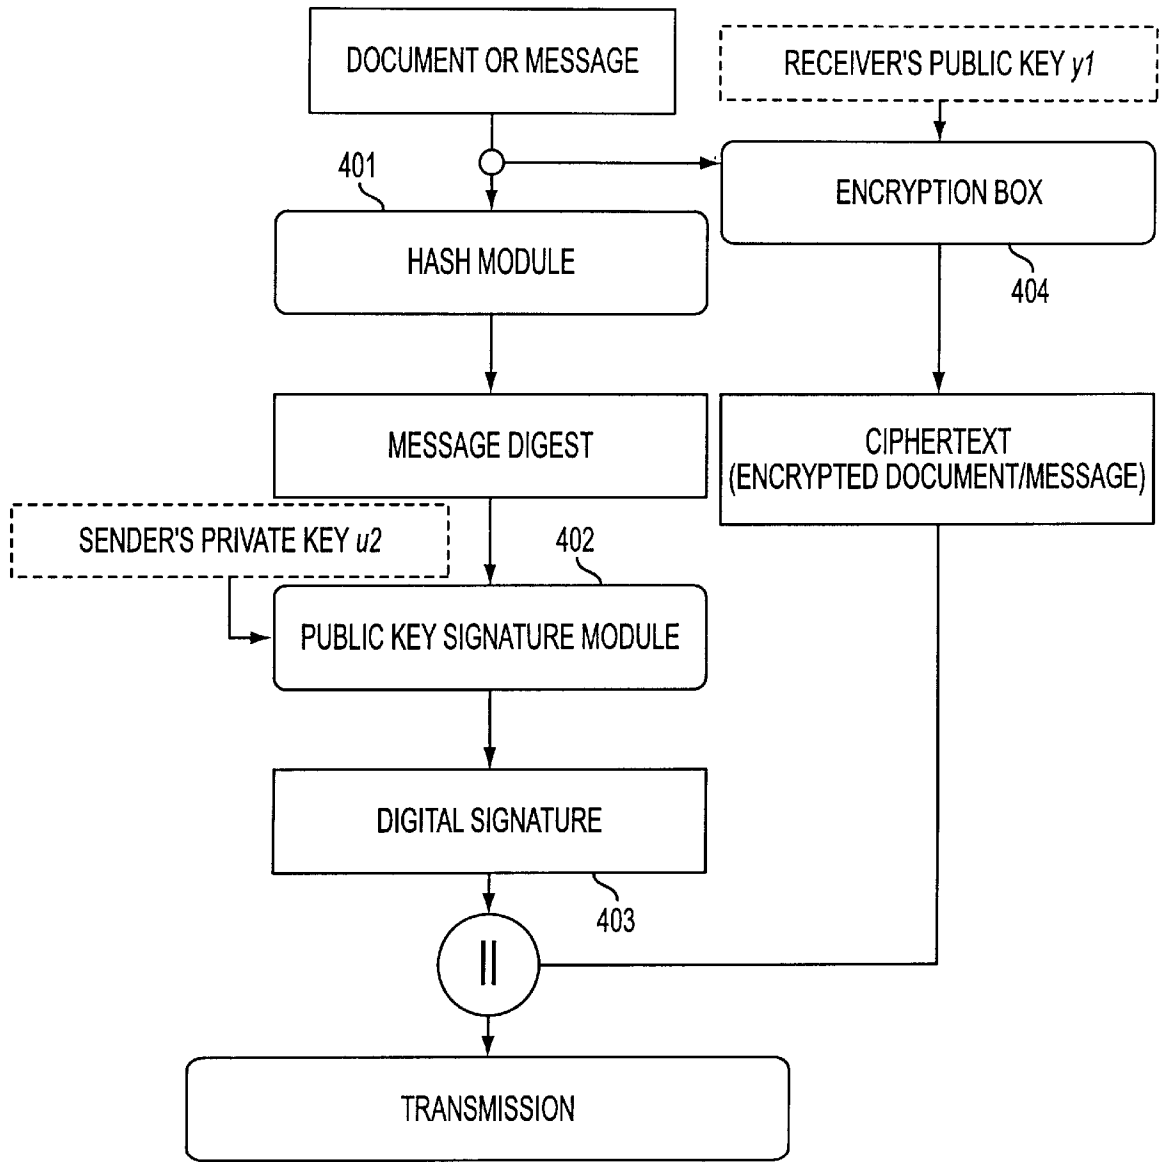 DOCUMENT OR MESSAGE
RECEIVER'S PUBLIC KEY y1
401
ENCRYPTION BOX
HASH MODULE
404
MESSAGE DIGEST
CIPHERTEXT
(ENCRYPTED DOCUMENT/MESSAGE)
SENDER'S PRIVATE KEY u2
402
PUBLIC KEY SIGNATURE MODULE
DIGITAL SIGNATURE
403
||
TRANSMISSION